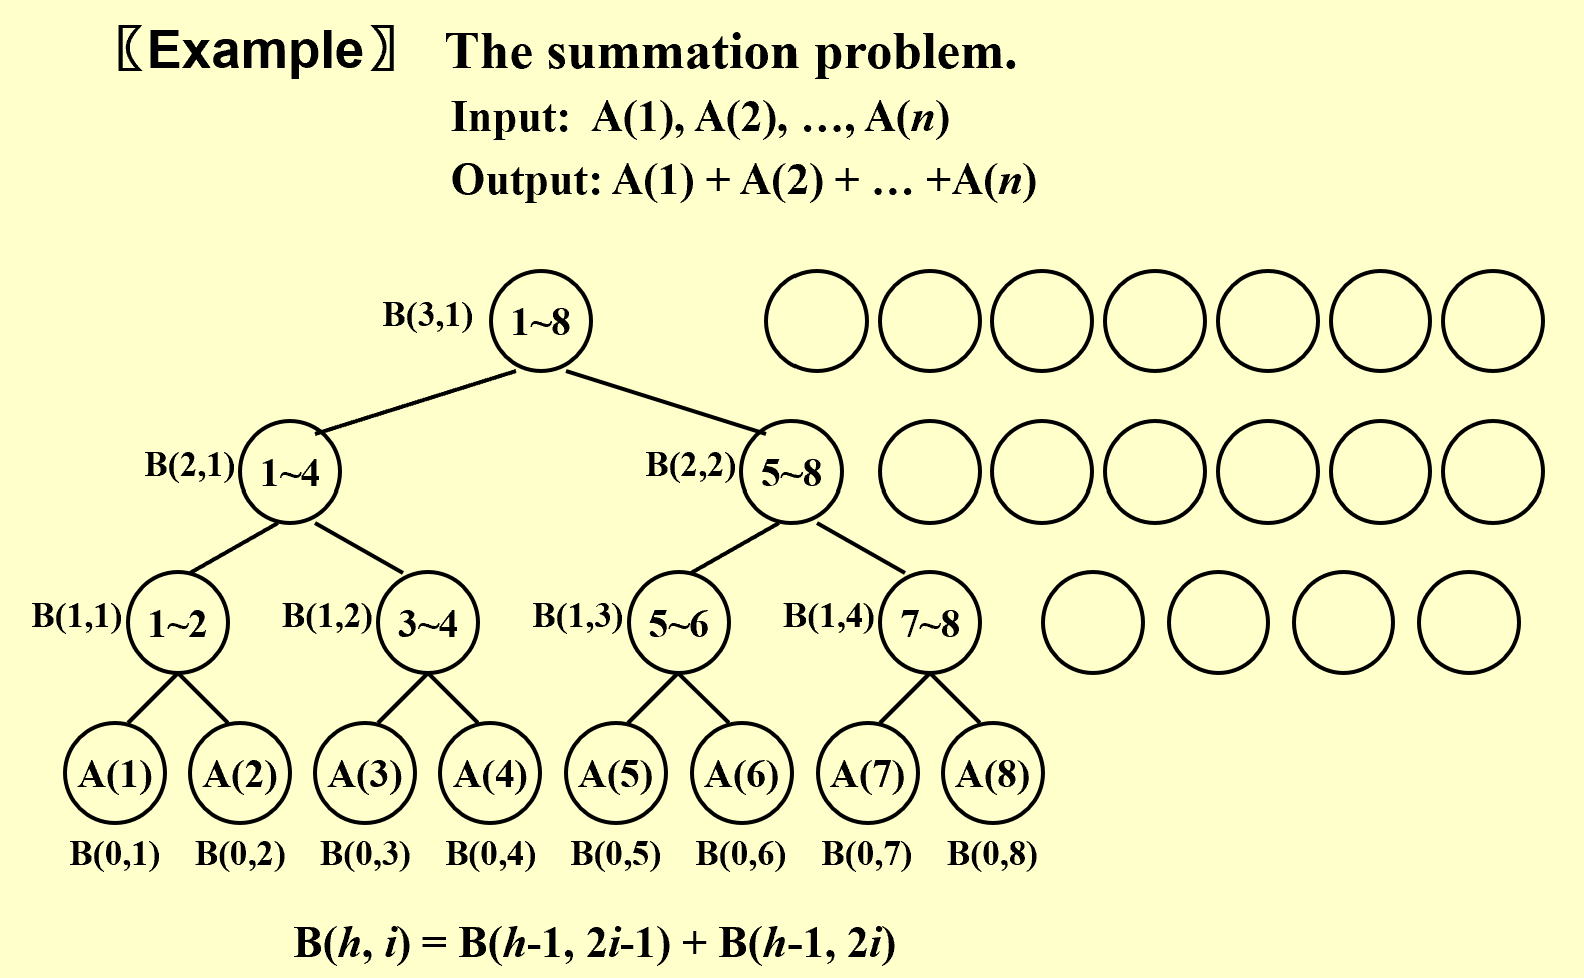 〖Example〗 The summation problem.
Input: A(1), A(2), …, A(n)
Output: A(1) + A(2) + … +A(n)
B(3,1) 1~8
B(2,1) 1~4 B(2,2) 5~8
B(1,1) 1~2 B(1,2) 3~4 B(1,3) 5~6 B(1,4) 7~8
A(1) A(2) A(3) A(4) A(5) A(6) A(7) A(8)
B(0,1) B(0,2) B(0,3) B(0,4) B(0,5) B(0,6) B(0,7) B(0,8)
B(h, i) = B(h-1, 2i-1) + B(h-1, 2i)